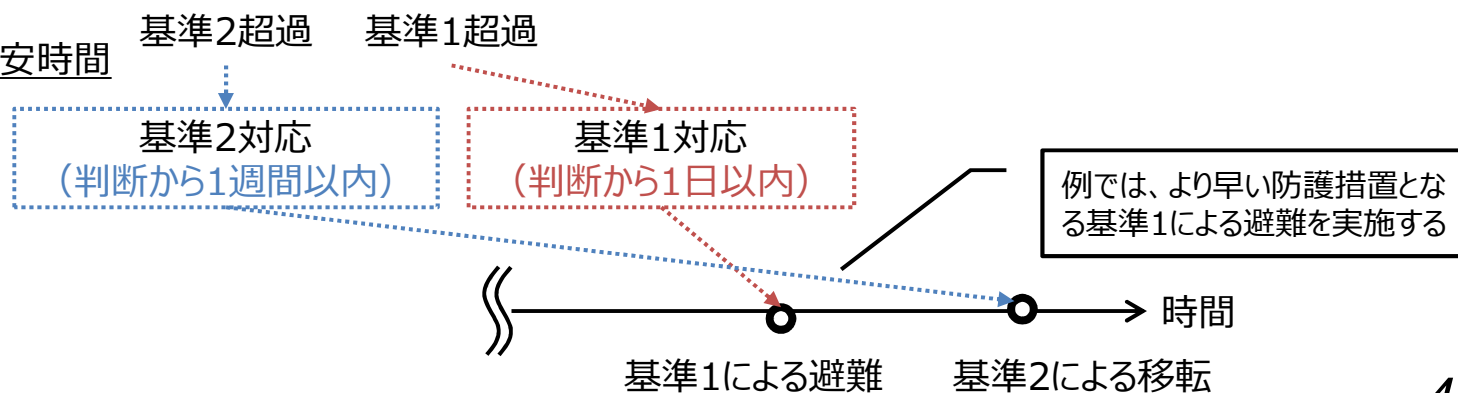 基準2超過 基準1超過
安時間
基準2対応
（判断から1週間以内）
基準1対応
（判断から1日以内）
例では、より早い防護措置とな
る基準1による避難を実施する
時間
基準1による避難 基準2による移転